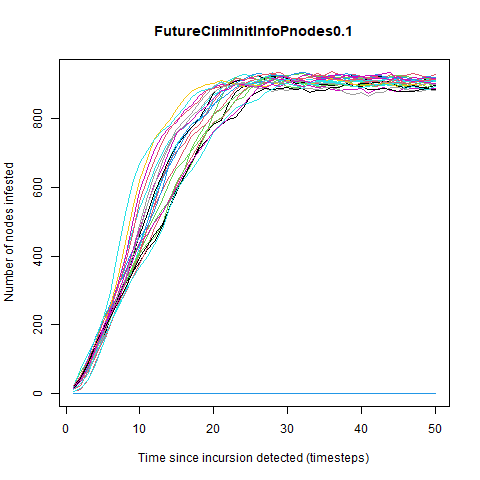 FutureClimInitInfoPnodes0.1
Number of nodes infested
800
600
400
200
0
0 10 20 30 40 50
Time since incursion detected (timesteps)